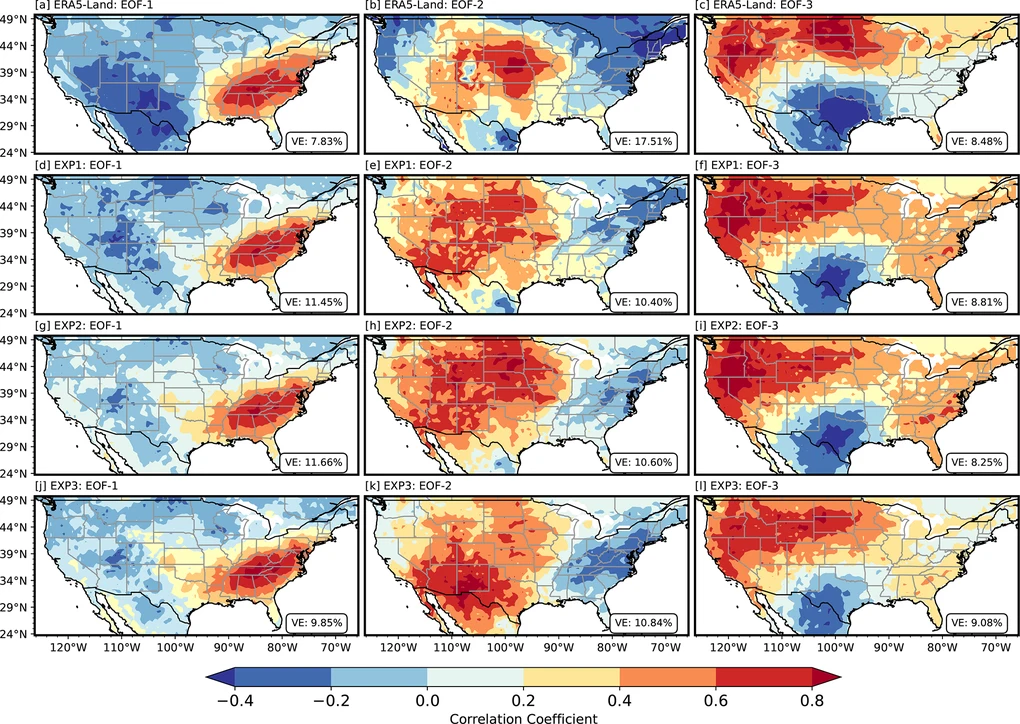 [a] ERA5-Land: EOF-1
[b] ERA5-Land: EOF-2
[c] ERA5-Land: EOF-3
49°N
44°N
39°N
34°N
29°N
24°N
VE: 7.83%
VE: 17.51%
VE: 8.48%
[d] EXP1: EOF-1
[e] EXP1: EOF-2
[f] EXP1: EOF-3
49°N
44°N
39°N
34°N
29°N
24°N
VE: 11.45%
VE: 10.40%
VE: 8.81%
[g] EXP2: EOF-1
[h] EXP2: EOF-2
[i] EXP2: EOF-3
49°N
44°N
39°N
34°N
29°N
24°N
VE: 11.66%
VE: 10.60%
VE: 8.25%
[j] EXP3: EOF-1
[k] EXP3: EOF-2
[l] EXP3: EOF-3
49°N
44°N
39°N
34°N
29°N
24°N
VE: 9.85%
VE: 10.84%
VE: 9.08%
120°W 110°W 100°W 90°W 80°W 70°W
120°W 110°W 100°W 90°W 80°W 70°W
120°W 110°W 100°W 90°W 80°W 70°W
−0.4 −0.2 0.0 0.2 0.4 0.6 0.8
Correlation Coefficient